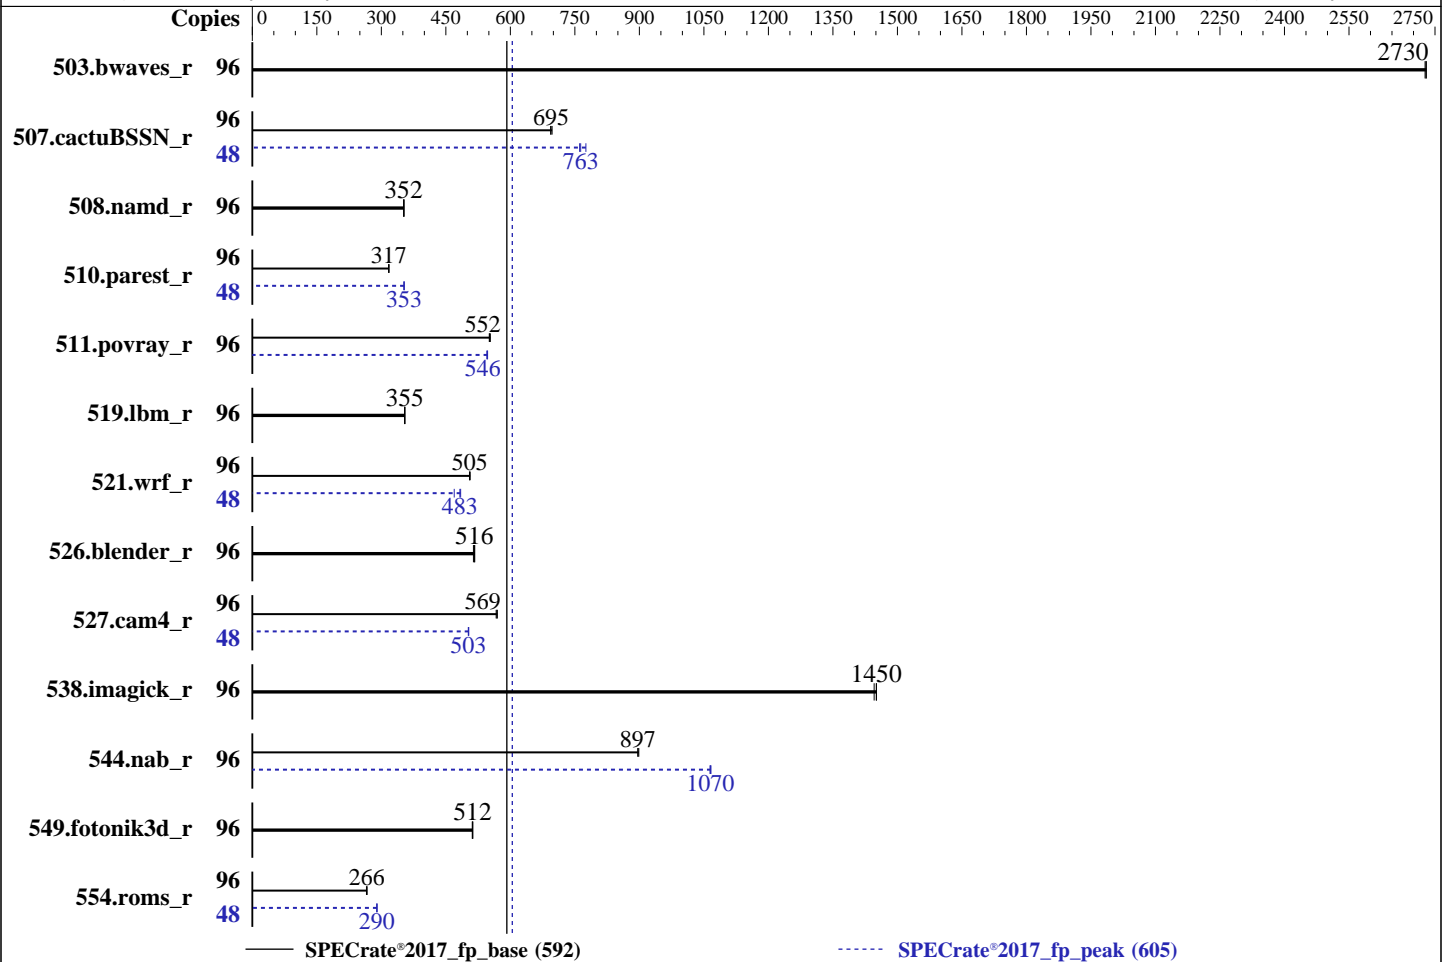 Copies 0 150 300 450 600 750 900 1050 1200 1350 1450 1650 1800 1950 2100 2250 2400 2550 2750
503.bwaves_r 96 2730
507.cactuBSSN_r 96 695
48 763
508.namd_r 96 352
510.parest_r 96 317
48 353
511.povray_r 96 552
546
519.lbm_r 96 355
521.wrf_r 96 505
48 483
526.blender_r 96 516
527.cam4_r 96 569
48 503
538.imagick_r 96 1450
544.nab_r 96 897
1070
549.fotonik3d_r 96 512
554.roms_r 96 266
48 290
SPECrate®2017_fp_base (592) SPECrate®2017_fp_peak (605)